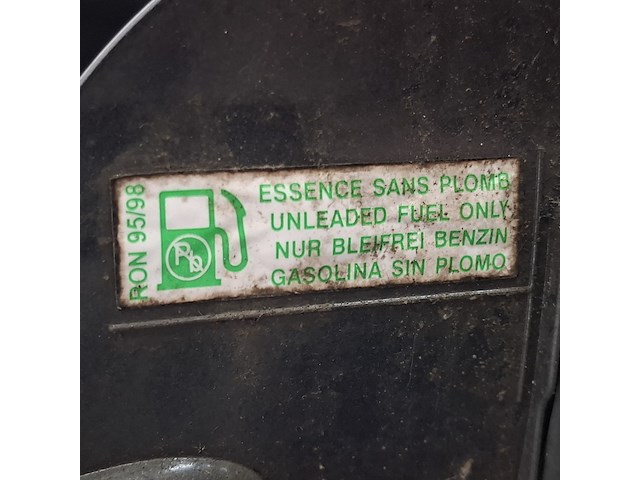 RON 95/98
Pb
ESSENCE SANS PLOMB
UNLEADED FUEL ONLY
NUR BLEIFREI BENZIN
GASOLINA SIN PLOMO